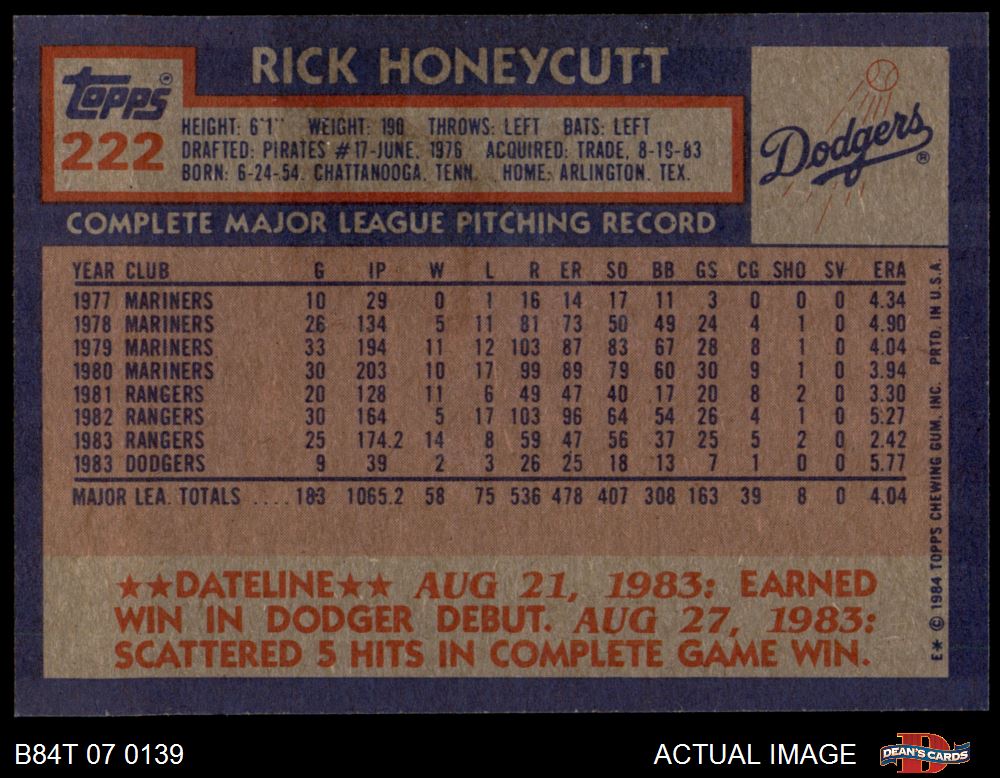 topps
222
RICK HONEYCUTT
HEIGHT: 6'1" WEIGHT: 190 THROWS: LEFT BATS: LEFT
DRAFTED: PIRATES #17-JUNE, 1976 ACQUIRED: TRADE, 8-19-83
BORN: 6-24-54, CHATTANOOGA, TENN. HOME: ARLINGTON, TEX.
Dodgers ®
COMPLETE MAJOR LEAGUE PITCHING RECORD
YEAR CLUB G IP W L R ER SO BB GS CG SHO SV ERA
1977 MARINERS 10 29 0 1 16 14 17 11 3 0 0 0 4.34
1978 MARINERS 26 134 5 11 81 73 50 49 24 4 1 0 4.90
1979 MARINERS 33 194 11 12 103 87 83 67 28 8 1 0 4.04
1980 MARINERS 30 203 10 17 99 89 79 60 30 9 1 0 3.94
1981 RANGERS 20 128 11 6 49 47 40 17 20 8 2 0 3.30
1982 RANGERS 30 164 5 17 103 96 64 54 26 4 1 0 5.27
1983 RANGERS 25 174.2 14 8 59 47 56 37 25 5 2 0 2.42
1983 DODGERS 9 39 2 3 26 25 18 13 7 1 0 0 5.77
MAJOR LEA. TOTALS .... 183 1065.2 58 75 536 478 407 308 163 39 8 0 4.04
★★DATELINE★★ AUG 21, 1983: EARNED
WIN IN DODGER DEBUT. AUG 27, 1983:
SCATTERED 5 HITS IN COMPLETE GAME WIN.
E✶ © 1984 TOPPS CHEWING GUM, INC. PRTD. IN U.S.A.
B84T 07 0139
ACTUAL IMAGE
DEAN'S CARDS